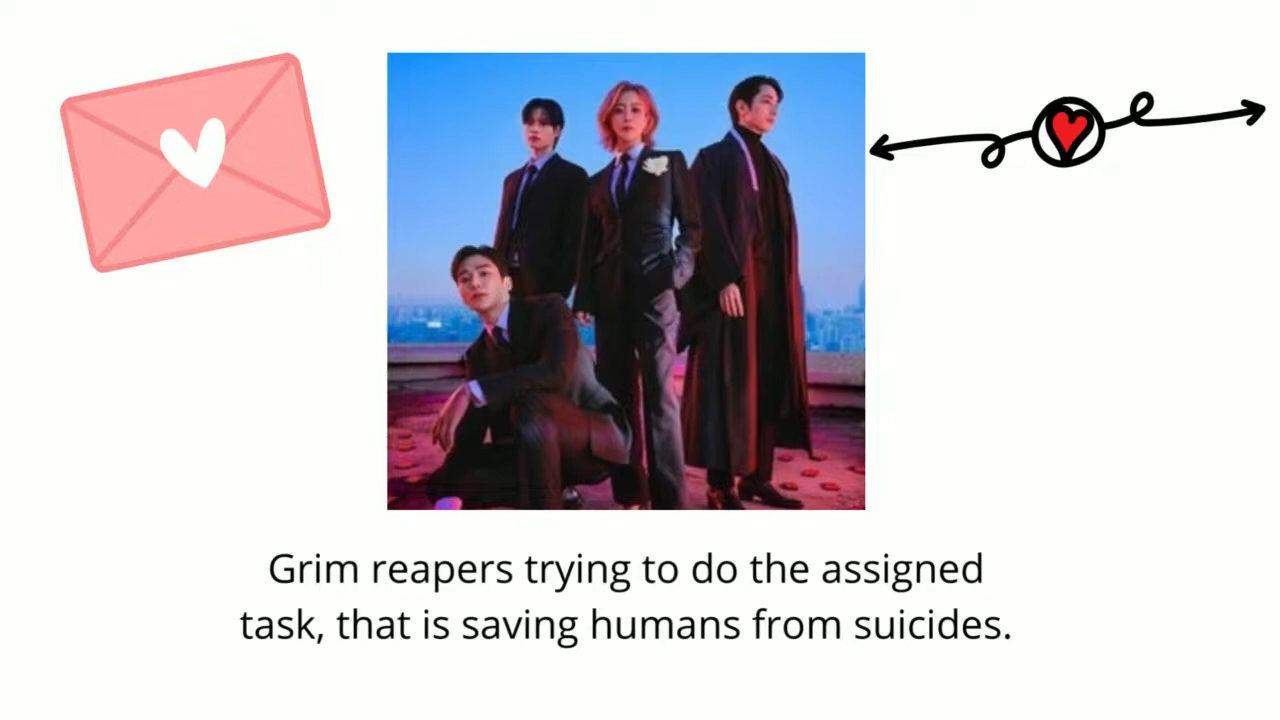 Grim reapers trying to do the assigned
task, that is saving humans from suicides.